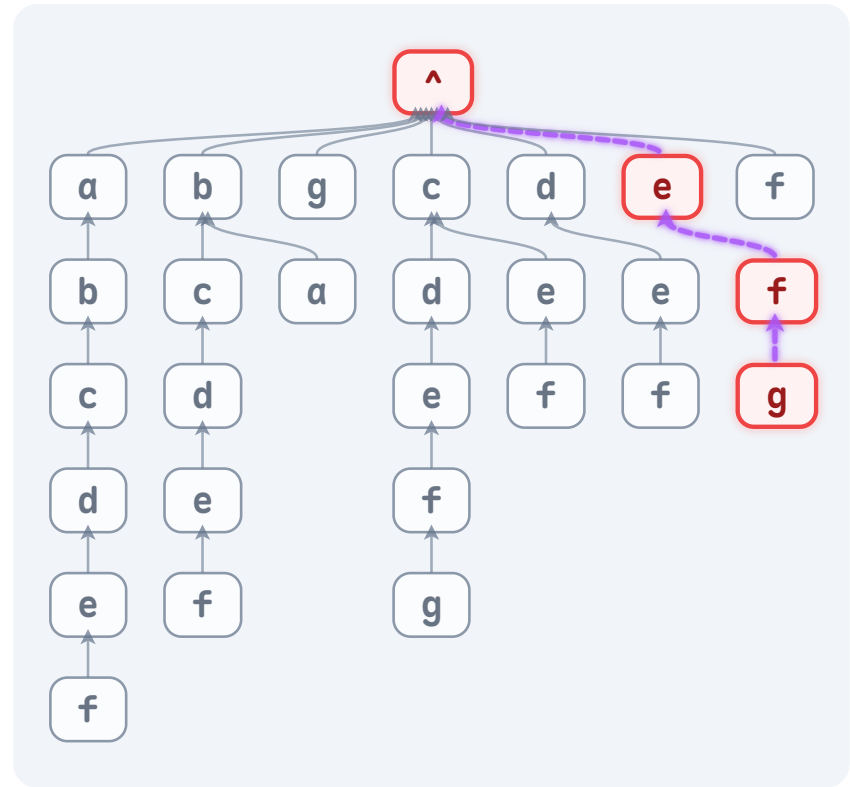 ^
a b g c d e f
b c a d e e f
c d e f f g
d e f
e f g
f